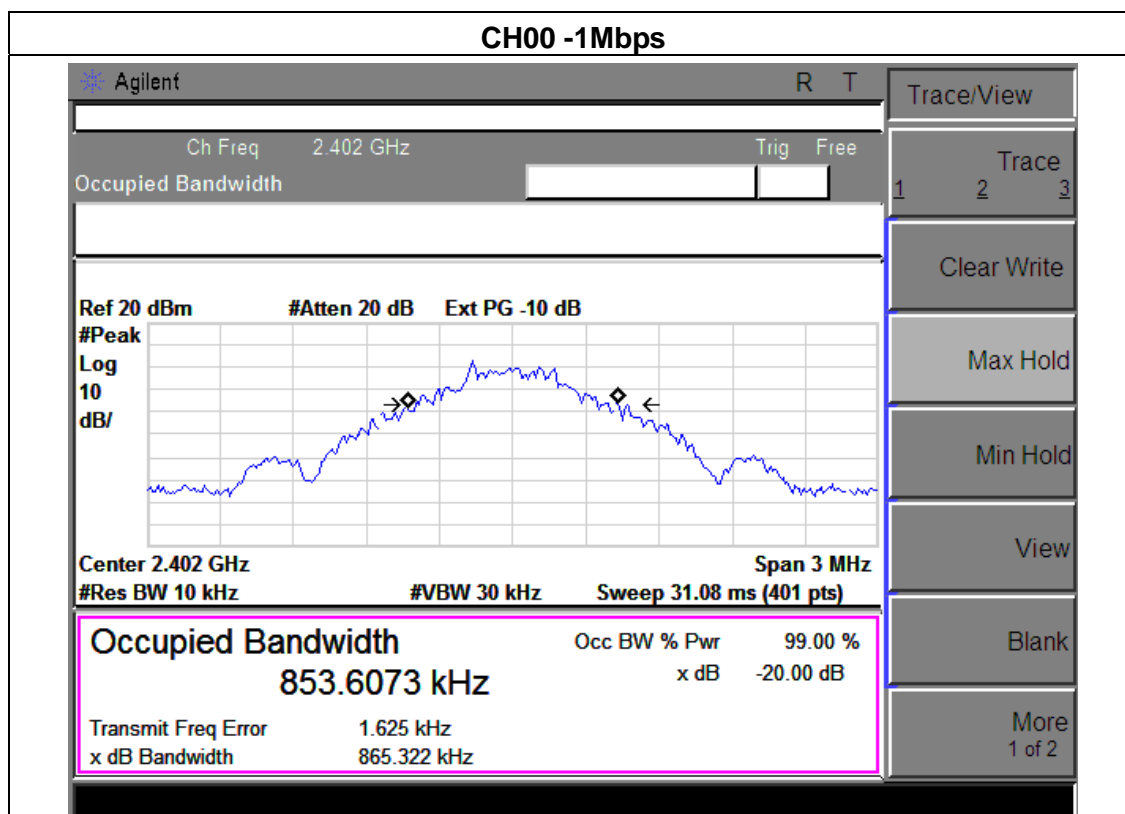 CH00 -1Mbps
Agilent R T
Ch Freq 2.402 GHz Trig Free
Occupied Bandwidth
Ref 20 dBm #Atten 20 dB Ext PG -10 dB
#Peak
Log
10
dB/
Center 2.402 GHz Span 3 MHz
#Res BW 10 kHz #VBW 30 kHz Sweep 31.08 ms (401 pts)
Occupied Bandwidth Occ BW % Pwr 99.00 %
853.6073 kHz x dB -20.00 dB
Transmit Freq Error 1.625 kHz
x dB Bandwidth 865.322 kHz
Trace/View
Trace
1 2 3
Clear Write
Max Hold
Min Hold
View
Blank
More
1 of 2